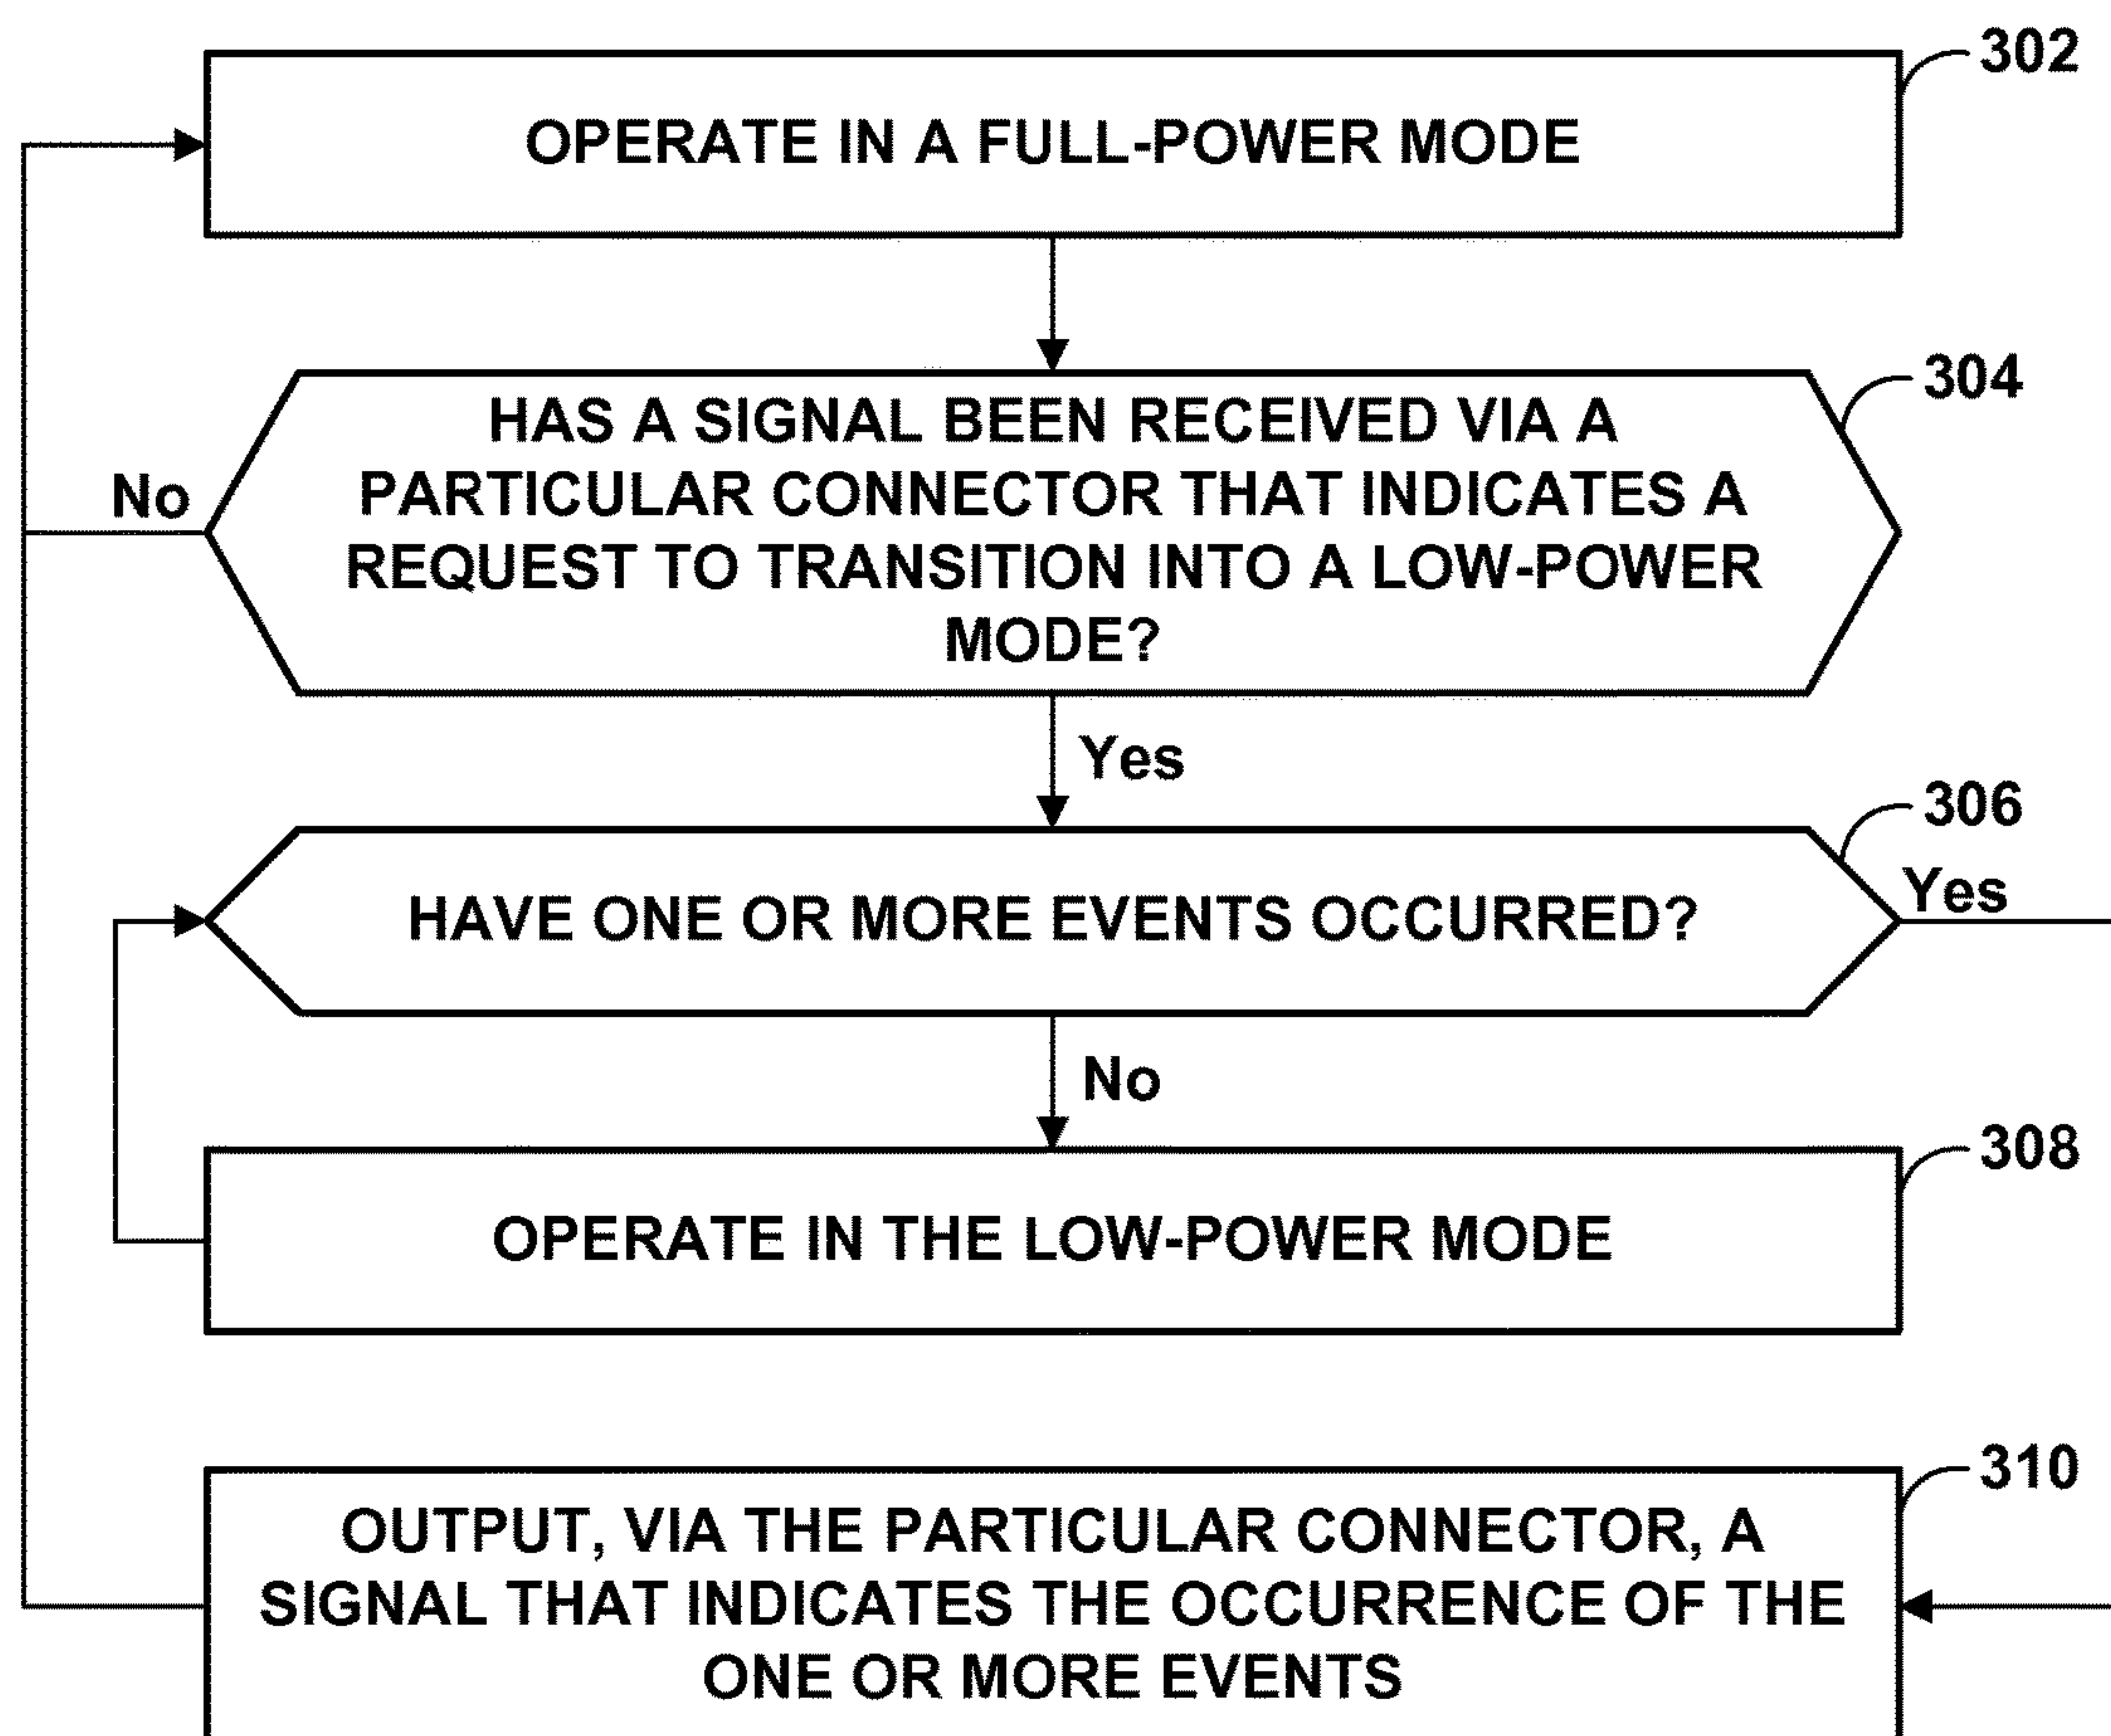 302
OPERATE IN A FULL-POWER MODE
304
HAS A SIGNAL BEEN RECEIVED VIA A
PARTICULAR CONNECTOR THAT INDICATES A
REQUEST TO TRANSITION INTO A LOW-POWER
MODE?
No
Yes
306
HAVE ONE OR MORE EVENTS OCCURRED?
Yes
No
308
OPERATE IN THE LOW-POWER MODE
310
OUTPUT, VIA THE PARTICULAR CONNECTOR, A
SIGNAL THAT INDICATES THE OCCURRENCE OF THE
ONE OR MORE EVENTS